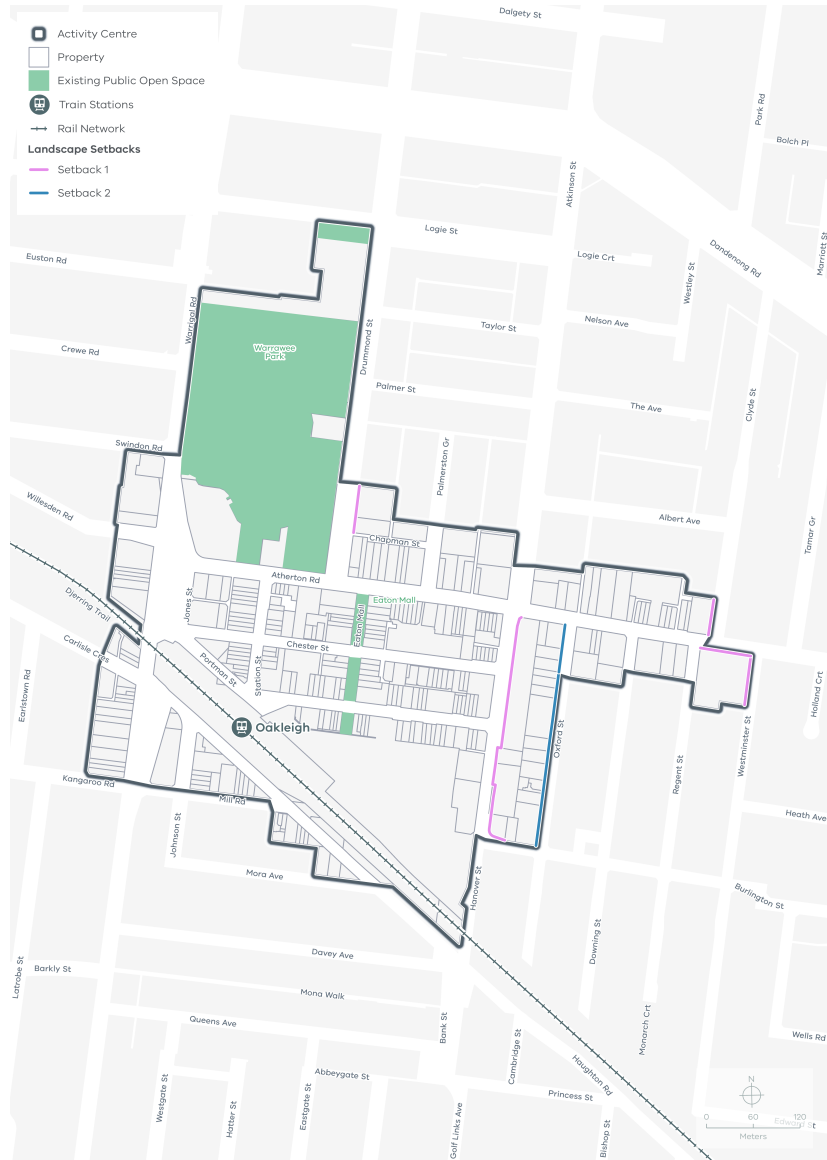 Dalgety St
Activity Centre
Property
Existing Public Open Space
Train Stations
Rail Network
Landscape Setbacks
Setback 1
Setback 2
Park Rd
Bolch Pl
Atkinson St
Logie St
Logie Crt
Dandenong Rd
Marriott St
Westley St
Euston Rd
Warrigal Rd
Taylor St
Nelson Ave
Drummond St
Crewe Rd
Warrawee
Park
Palmer St
The Ave
Clyde St
Swindon Rd
Palmerston Gr
Willesden Rd
Albert Ave
Tamar Gr
Chapman St
Djerring Trail
Atherton Rd
Jones St
Eaton Mall
Eaton Mall
Carlisle Cres
Chester St
Portman St
Station St
Earlstown Rd
Holland Crt
Oakleigh
Oxford St
Westminster St
Regent St
Kangaroo Rd
Mill Rd
Johnson St
Heath Ave
Mora Ave
Hanover St
Burlington St
Downing St
Davey Ave
Latrobe St
Barkly St
Mona Walk
Queens Ave
Bank St
Cambridge St
Monarch Crt
Wells Rd
Haughton Rd
Abbeygate St
Princess St
Westgate St
Hatter St
Eastgate St
Golf Links Ave
Bishop St
N
0 60 120
Edward St
Meters